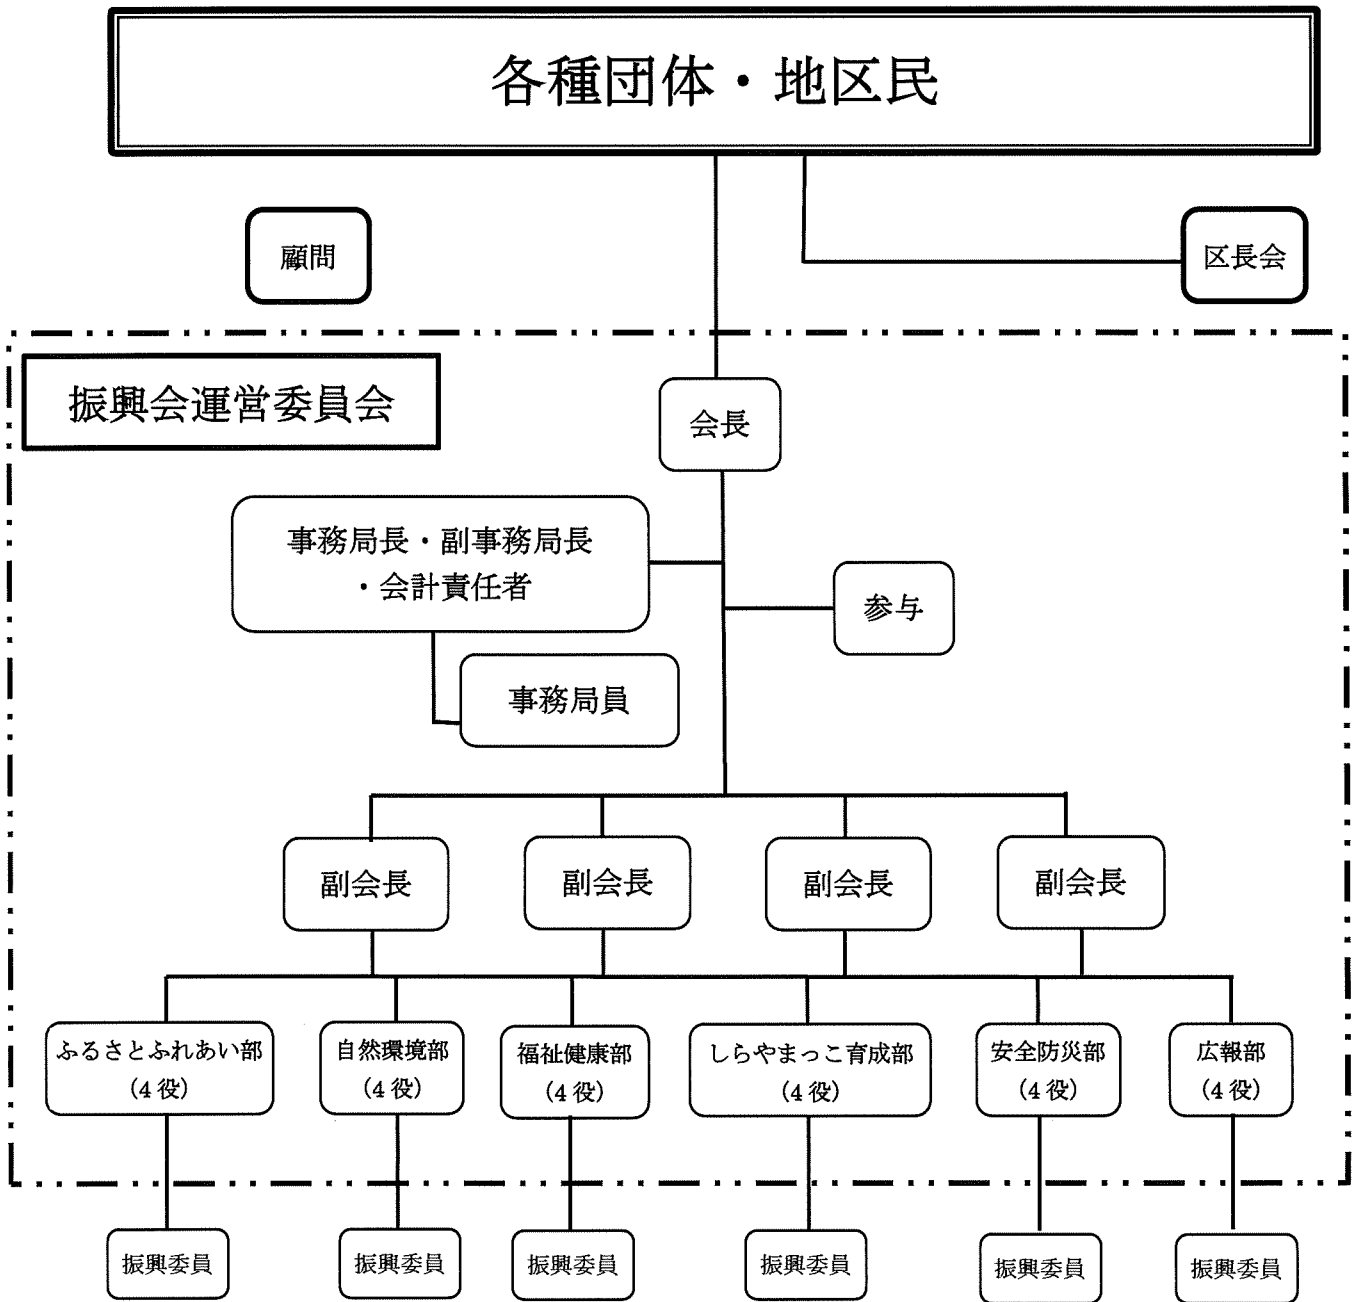 各種団体・地区民
顧問
区長会
振興会運営委員会
会長
事務局長・副事務局長
・会計責任者
参与
事務局員
副会長
副会長
副会長
副会長
ふるさとふれあい部
(4役)
自然環境部
(4役)
福祉健康部
(4役)
しらやまっこ育成部
(4役)
安全防災部
(4役)
広報部
(4役)
振興委員
振興委員
振興委員
振興委員
振興委員
振興委員